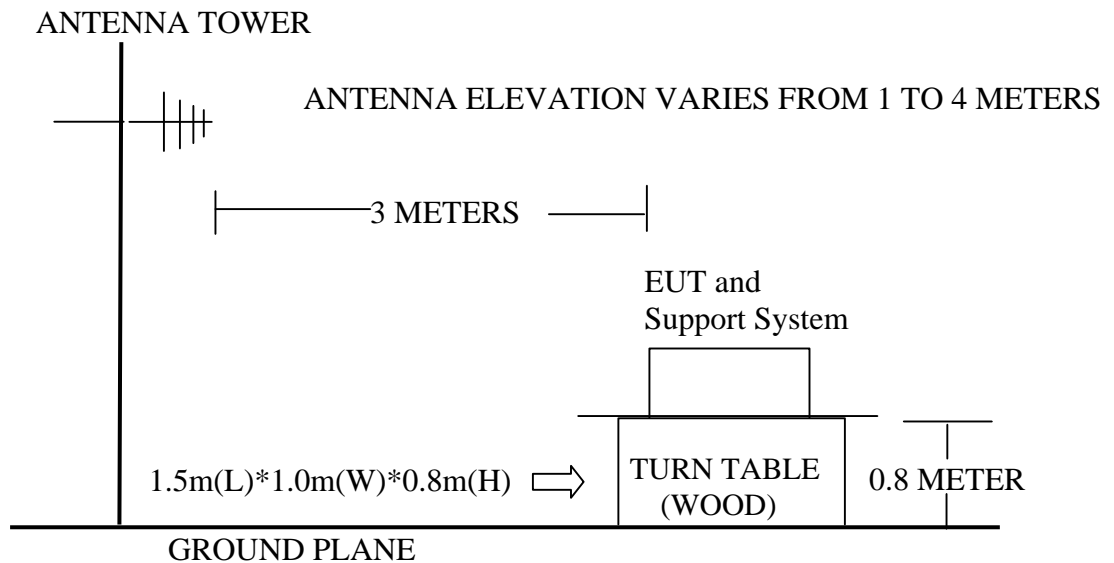 ANTENNA TOWER
ANTENNA ELEVATION VARIES FROM 1 TO 4 METERS
3 METERS
EUT and
Support System
1.5m(L)*1.0m(W)*0.8m(H)
TURN TABLE
(WOOD)
0.8 METER
GROUND PLANE